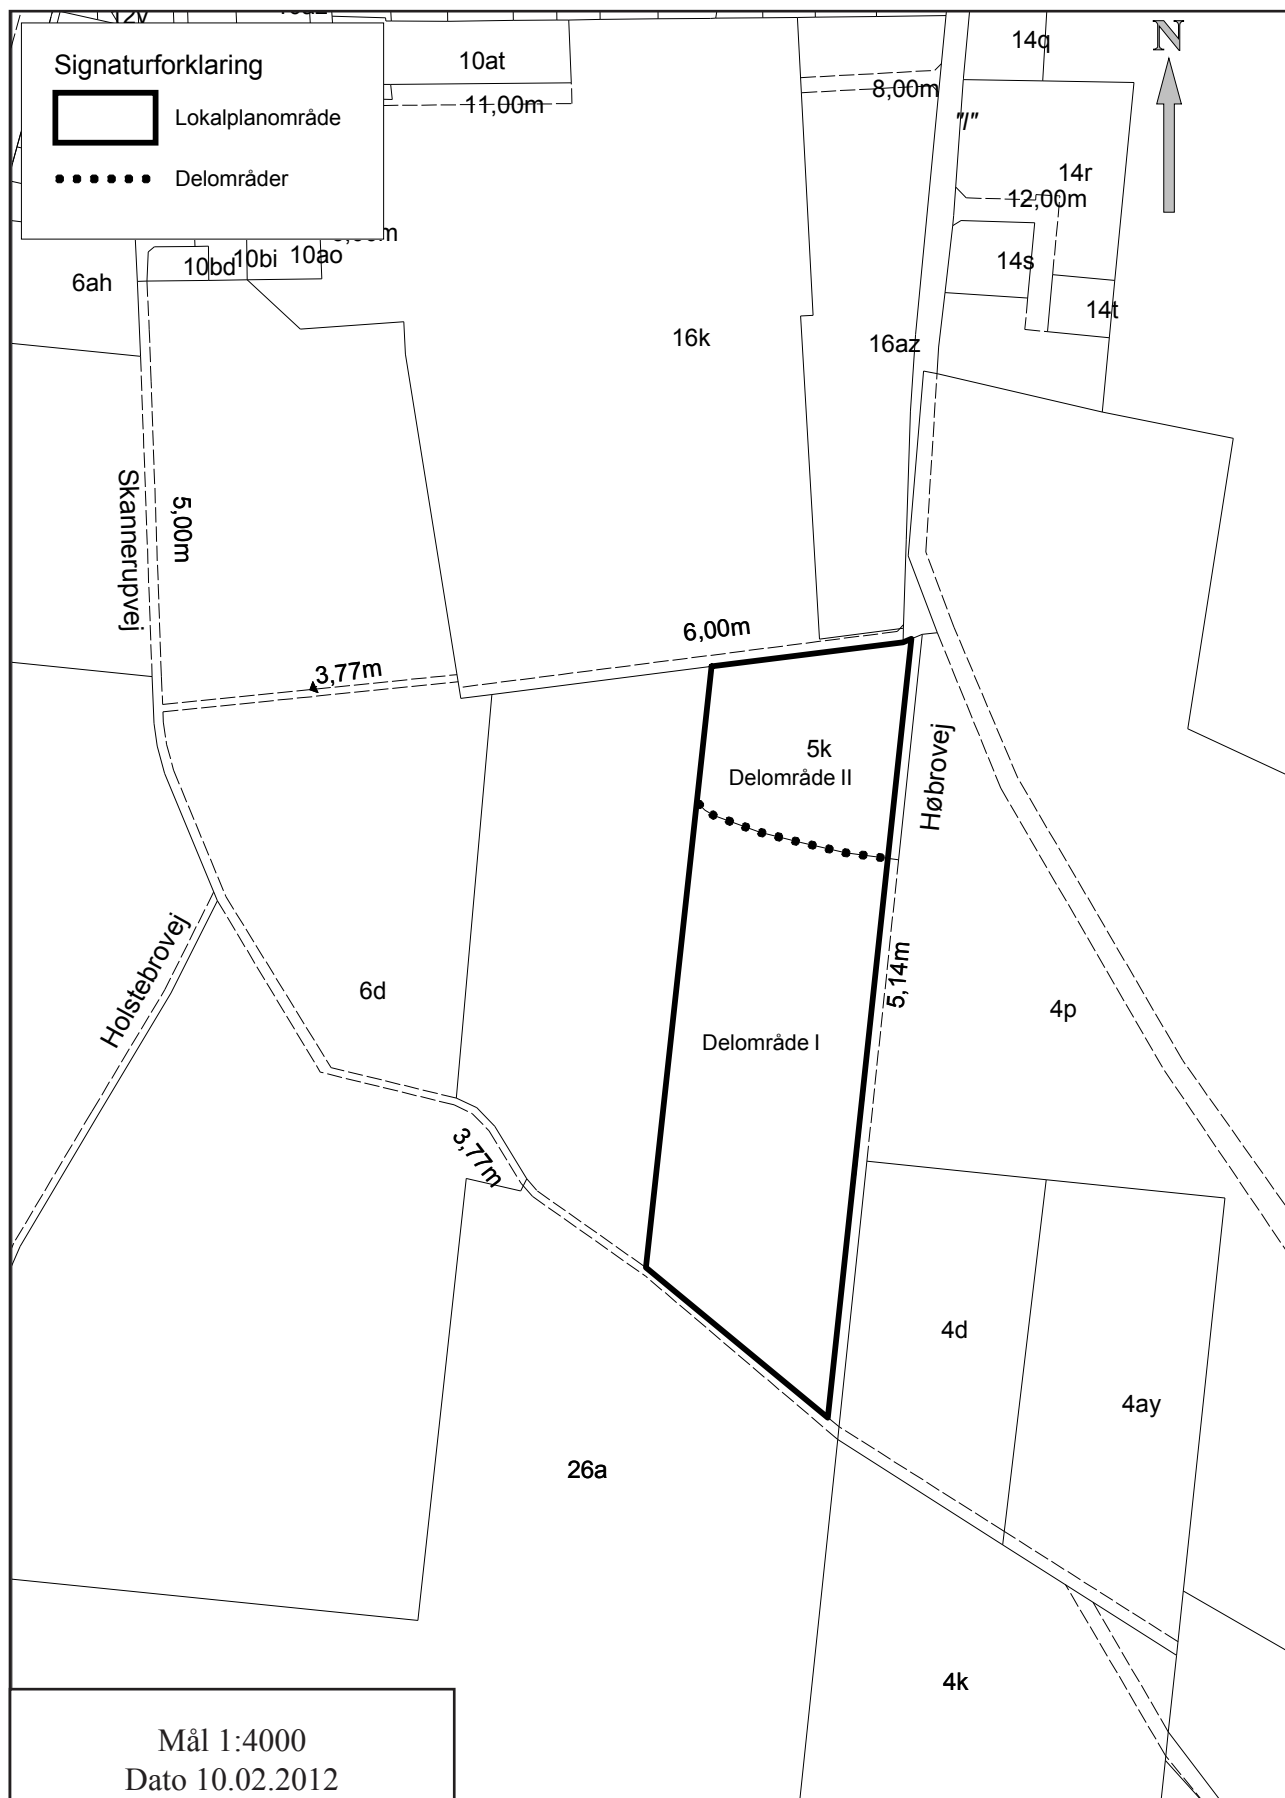 N
Signaturforklaring
Lokalplanområde
Delområder
10at
11,00m
8,00m
14q
"l"
14r
12,00m
14s
14t
6ah
10bd
10bi
10ao
16k
16az
Skannerupvej
5,00m
6,00m
3,77m
5k
Delområde II
Høbrovej
Holstebrovej
6d
5,14m
4p
Delområde I
3,77m
4d
4ay
26a
4k
Mål 1:4000
Dato 10.02.2012